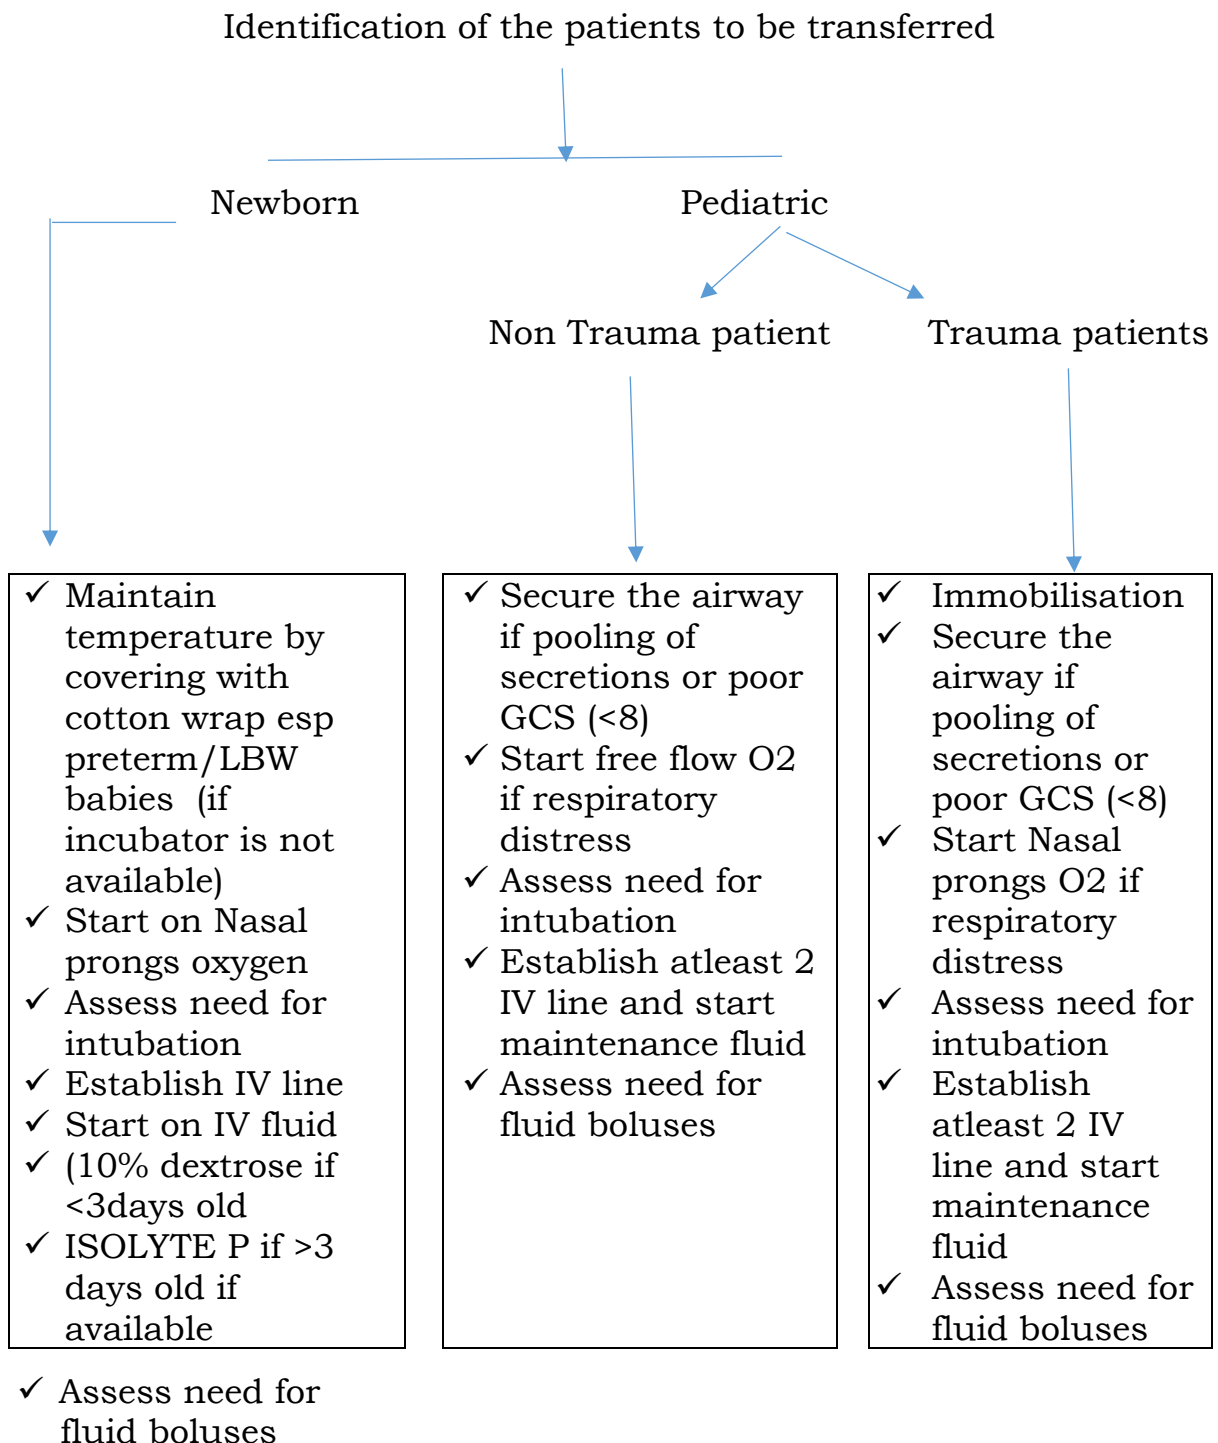 Identification of the patients to be transferred
Newborn
Pediatric
Non Trauma patient
Trauma patients
✓ Maintain
temperature by
covering with
cotton wrap esp
preterm/LBW
babies (if
incubator is not
available)
✓ Start on Nasal
prongs oxygen
✓ Assess need for
intubation
✓ Establish IV line
✓ Start on IV fluid
✓ (10% dextrose if
<3days old
✓ ISOLYTE P if >3
days old if
available
✓ Assess need for
fluid boluses
✓ Secure the airway
if pooling of
secretions or poor
GCS (<8)
✓ Start free flow O2
if respiratory
distress
✓ Assess need for
intubation
✓ Establish atleast 2
IV line and start
maintenance fluid
✓ Assess need for
fluid boluses
✓ Immobilisation
✓ Secure the
airway if
pooling of
secretions or
poor GCS (<8)
✓ Start Nasal
prongs O2 if
respiratory
distress
✓ Assess need for
intubation
✓ Establish
atleast 2 IV
line and start
maintenance
fluid
✓ Assess need for
fluid boluses